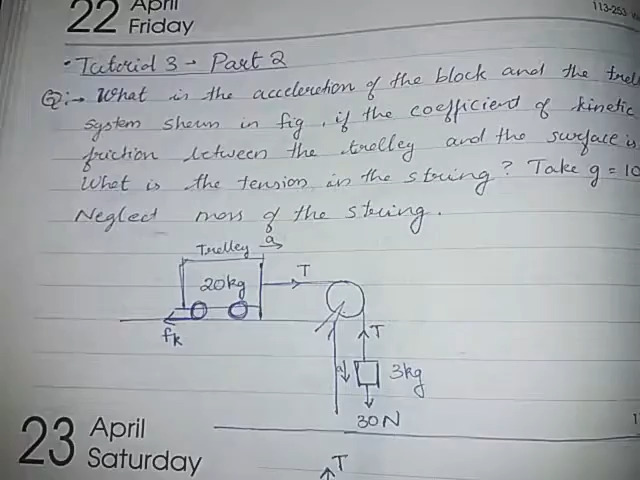 22 April
Friday
113-253
• Tutorial 3 - Part 2
Q:→ What is the acceleration of the block and the
system shown in fig, if the coefficient of kinetic
friction between the trolley and the surface is
What is the tension in the string? Take g = 10
Neglect mass of the string.
a
Trolley
20kg
T
fk
T
a
3kg
30N
23 April
Saturday
T